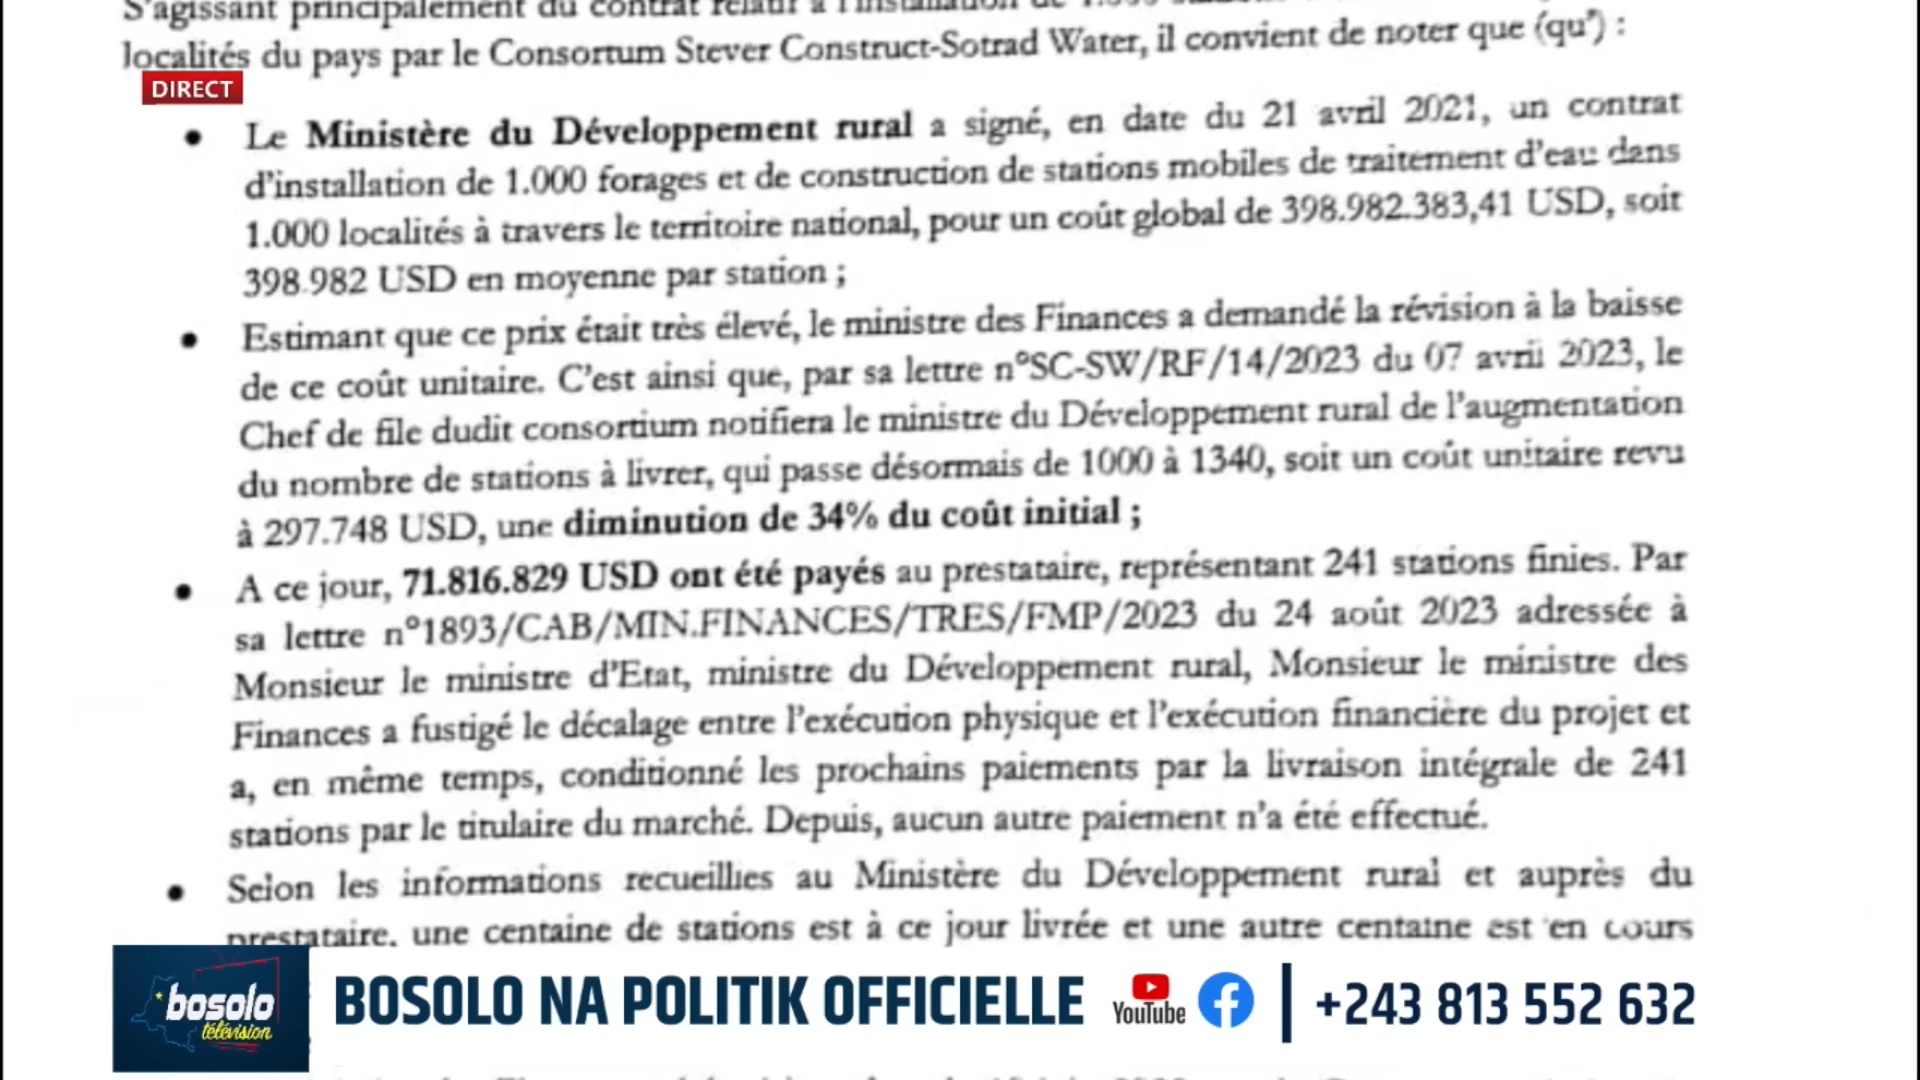 S'agissant principalement du contrat relatif à l'installation de 1.000
localités du pays par le Consortum Stever Construct-Sotrad Water, il convient de noter que (qu') :
DIRECT
• Le Ministère du Développement rural a signé, en date du 21 avril 2021, un contrat
d'installation de 1.000 forages et de construction de stations mobiles de traitement d'eau dans
1.000 localités à travers le territoire national, pour un coût global de 398.982.383,41 USD, soit
398.982 USD en moyenne par station ;
• Estimant que ce prix était très élevé, le ministre des Finances a demandé la révision à la baisse
de ce coût unitaire. C'est ainsi que, par sa lettre n°SC-SW/RF/14/2023 du 07 avril 2023, le
Chef de file dudit consortium notifiera le ministre du Développement rural de l'augmentation
du nombre de stations à livrer, qui passe désormais de 1000 à 1340, soit un coût unitaire revu
à 297.748 USD, une diminution de 34% du coût initial ;
• A ce jour, 71.816.829 USD ont été payés au prestataire, représentant 241 stations finies. Par
sa lettre n°1893/CAB/MIN.FINANCES/TRES/FMP/2023 du 24 août 2023 adressée à
Monsieur le ministre d'Etat, ministre du Développement rural, Monsieur le ministre des
Finances a fustigé le décalage entre l'exécution physique et l'exécution financière du projet et
a, en même temps, conditionné les prochains paiements par la livraison intégrale de 241
stations par le titulaire du marché. Depuis, aucun autre paiement n'a été effectué.
• Selon les informations recueillies au Ministère du Développement rural et auprès du
prestataire, une centaine de stations est à ce jour livrée et une autre centaine est en cours
bosolo
télévision
BOSOLO NA POLITIK OFFICIELLE
YouTube
+243 813 552 632